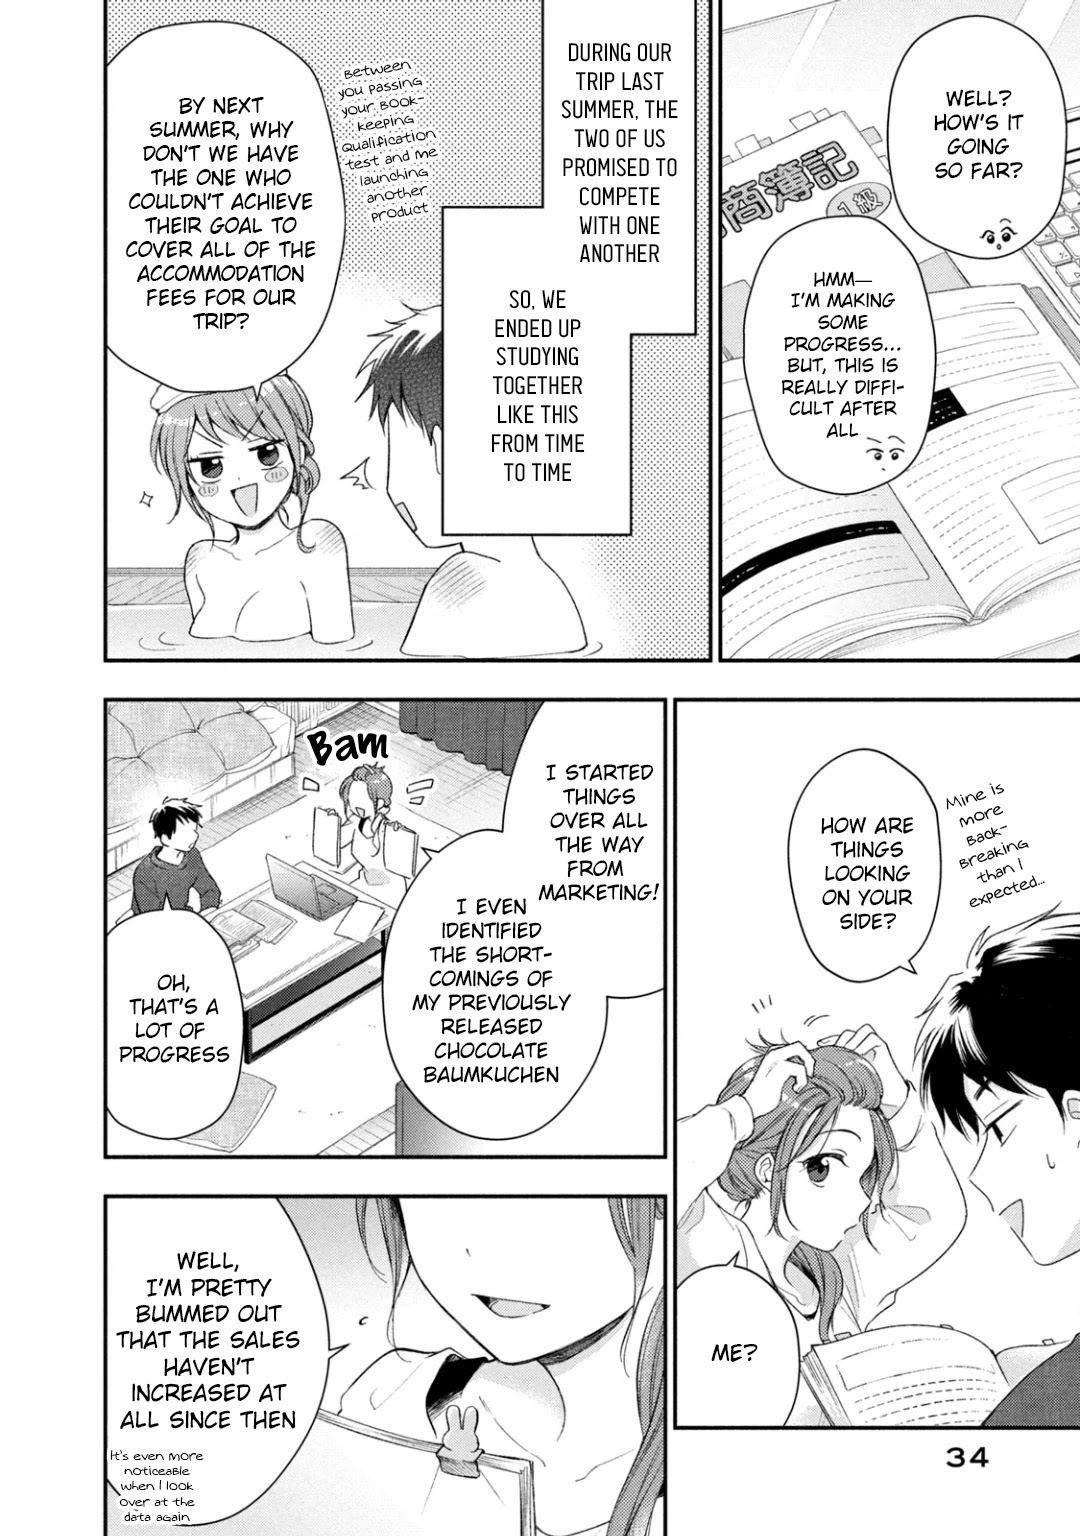 WELL?
HOW'S IT
GOING
SO FAR?
商簿記
1級
HMM—
I'M MAKING
SOME
PROGRESS...
BUT, THIS IS
REALLY DIFFI-
CULT AFTER
ALL
DURING OUR
TRIP LAST
SUMMER, THE
TWO OF US
PROMISED TO
COMPETE
WITH ONE
ANOTHER
SO, WE
ENDED UP
STUDYING
TOGETHER
LIKE THIS
FROM TIME
TO TIME
Between
you passing
your book-
keeping
qualification
test and me
launching
another
product
BY NEXT
SUMMER, WHY
DON'T WE HAVE
THE ONE WHO
COULDN'T ACHIEVE
THEIR GOAL TO
COVER ALL OF THE
ACCOMMODATION
FEES FOR OUR
TRIP?
Mine is
more
back-
breaking
than I
expected...
HOW ARE
THINGS
LOOKING
ON YOUR
SIDE?
ME?
I STARTED
THINGS
OVER ALL
THE WAY
FROM
MARKETING!
Bam
I EVEN
IDENTIFIED
THE SHORT-
COMINGS OF
MY PREVIOUSLY
RELEASED
CHOCOLATE
BAUMKUCHEN
OH,
THAT'S A
LOT OF
PROGRESS
WELL,
I'M PRETTY
BUMMED OUT
THAT THE SALES
HAVEN'T
INCREASED AT
ALL SINCE THEN
It's even more
noticeable
when I look
over at the
data again
34